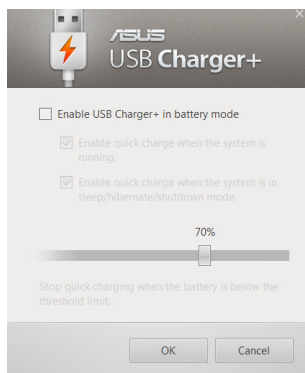 ASUS
USB Charger+
Enable USB Charger+ in battery mode
Enable quick charge when the system is
running.
Enable quick charge when the system is in
sleep/hibernate/shutdown mode.
70%
Stop quick charging when the battery is below the
threshold limit.
OK
Cancel